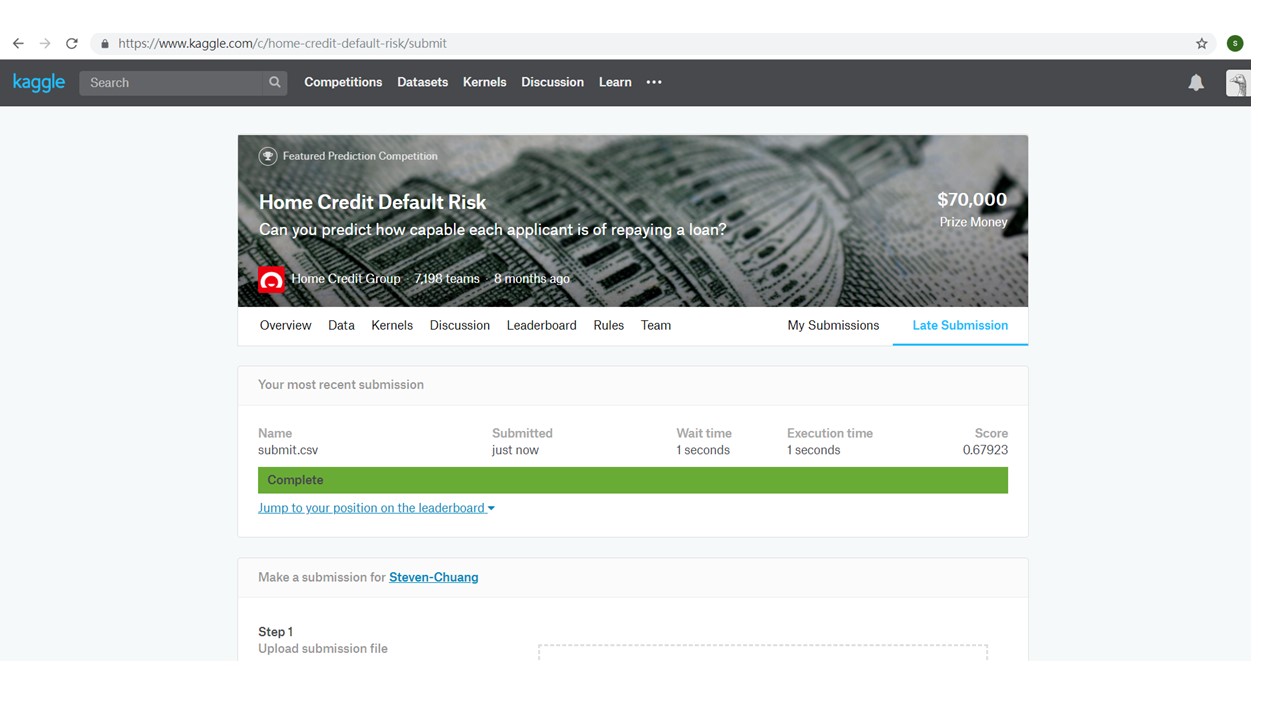 https://www.kaggle.com/c/home-credit-default-risk/submit
S
kaggle Search Competitions Datasets Kernels Discussion Learn •••
Featured Prediction Competition
Home Credit Default Risk
Can you predict how capable each applicant is of repaying a loan?
$70,000
Prize Money
Home Credit Group · 7,198 teams · 8 months ago
Overview Data Kernels Discussion Leaderboard Rules Team My Submissions Late Submission
Your most recent submission
Name Submitted Wait time Execution time Score
submit.csv just now 1 seconds 1 seconds 0.67923
Complete
Jump to your position on the leaderboard
Make a submission for Steven-Chuang
Step 1
Upload submission file